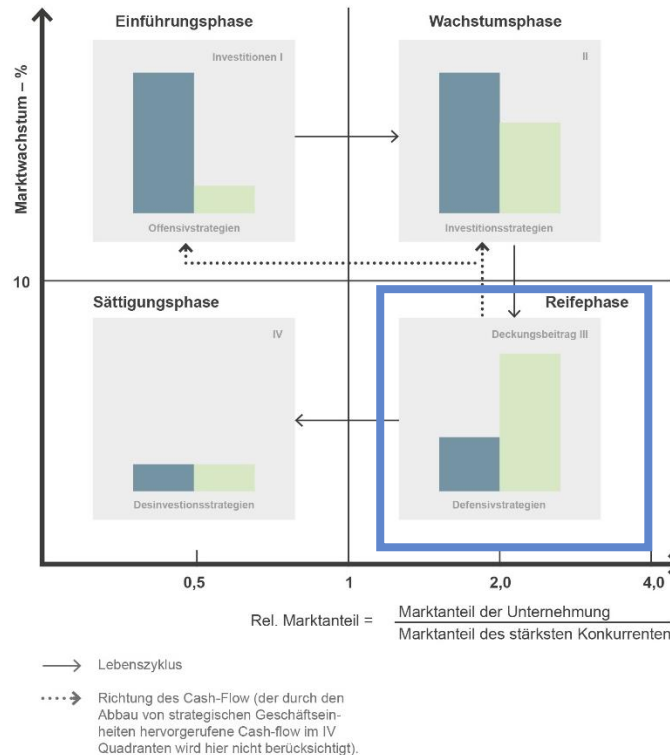 Einführungsphase
Wachstumsphase
Marktwachstum – %
Investitionen I
II
Offensivstrategien
Investitionsstrategien
10
Sättigungsphase
Reifephase
IV
Deckungsbeitrag III
Desinvestionsstrategien
Defensivstrategien
0,5
1
2,0
4,0
Rel. Marktanteil =
Marktanteil der Unternehmung
Marktanteil des stärksten Konkurrenten
Lebenszyklus
Richtung des Cash-Flow (der durch den
Abbau von strategischen Geschäftsein-
heiten hervorgerufene Cash-flow im IV
Quadranten wird hier nicht berücksichtigt).